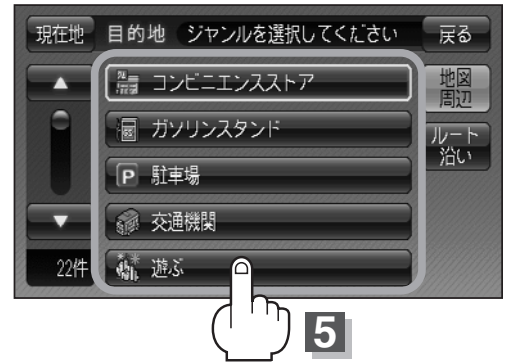 現在地 目的地 ジャンルを選択してください 戻る
▲ コンビニエンスストア 地図
周辺
ガソリンスタンド ルート
沿い
P 駐車場
▼ 交通機関
22件 遊ぶ
5